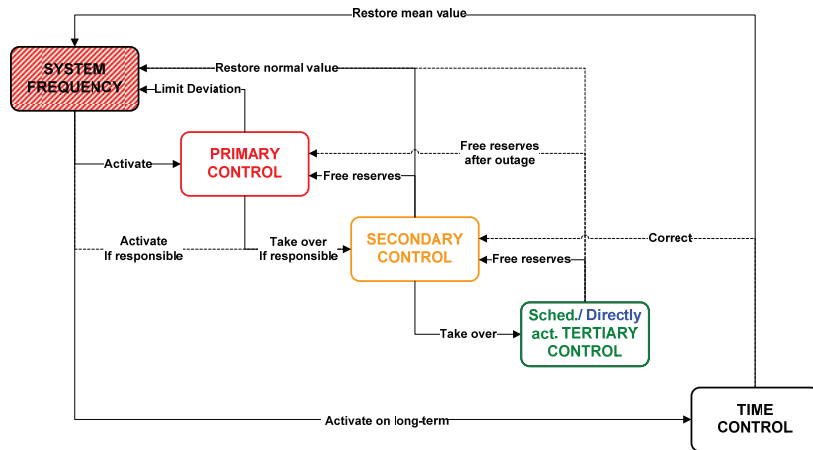 Restore mean value
SYSTEM
FREQUENCY
Restore normal value
Limit Deviation
Activate
PRIMARY
CONTROL
Free reserves
after outage
Free reserves
Activate
If responsible
Take over
If responsible
SECONDARY
CONTROL
Correct
Free reserves
Sched./ Directly
act. TERTIARY
CONTROL
Take over
Activate on long-term
TIME
CONTROL